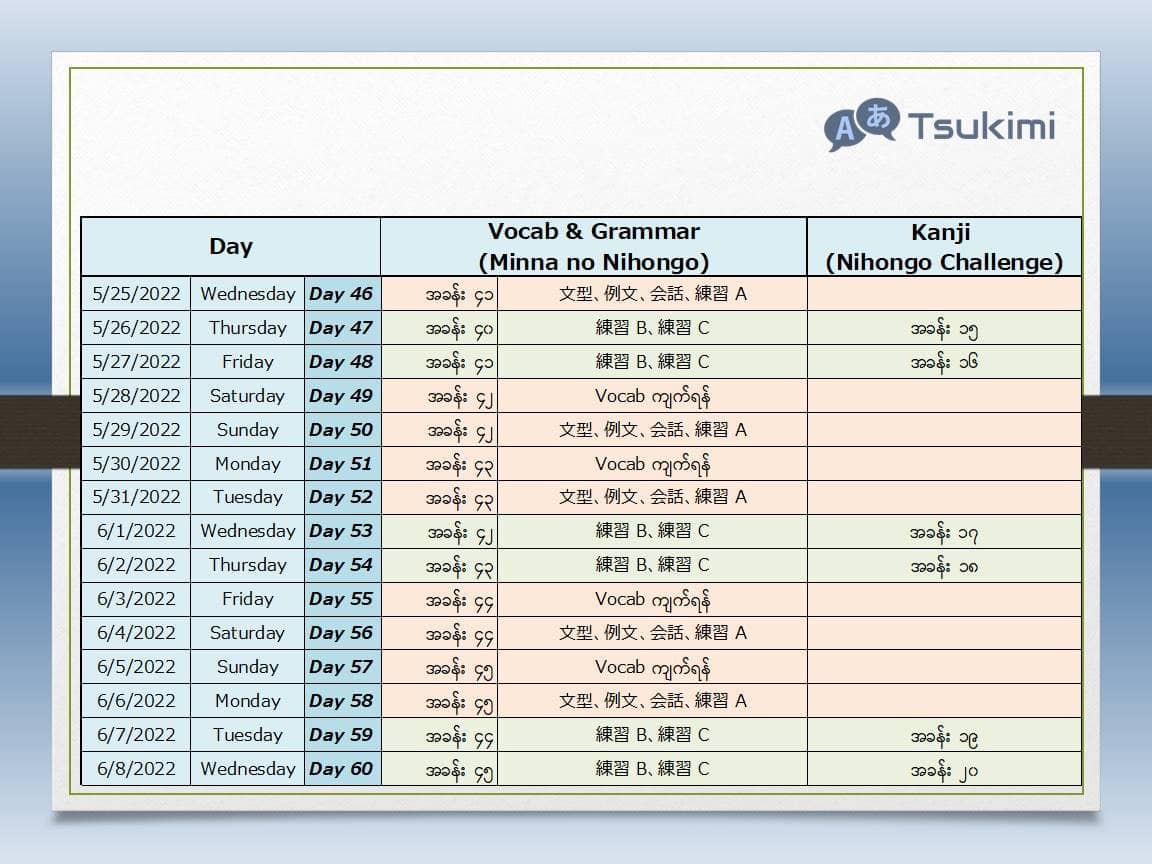 Aあ Tsukimi
Day Vocab & Grammar (Minna no Nihongo) Kanji (Nihongo Challenge)
5/25/2022 Wednesday Day 46 အခန်း ၄၁ 文型、例文、会話、練習 A
5/26/2022 Thursday Day 47 အခန်း ၄၀ 練習 B、練習 C အခန်း ၁၅
5/27/2022 Friday Day 48 အခန်း ၄၁ 練習 B、練習 C အခန်း ၁၆
5/28/2022 Saturday Day 49 အခန်း ၄၂ Vocab ကျက်ရန်
5/29/2022 Sunday Day 50 အခန်း ၄၂ 文型、例文、会話、練習 A
5/30/2022 Monday Day 51 အခန်း ၄၃ Vocab ကျက်ရန်
5/31/2022 Tuesday Day 52 အခန်း ၄၃ 文型、例文、会話、練習 A
6/1/2022 Wednesday Day 53 အခန်း ၄၂ 練習 B、練習 C အခန်း ၁၇
6/2/2022 Thursday Day 54 အခန်း ၄၃ 練習 B、練習 C အခန်း ၁၈
6/3/2022 Friday Day 55 အခန်း ၄၄ Vocab ကျက်ရန်
6/4/2022 Saturday Day 56 အခန်း ၄၄ 文型、例文、会話、練習 A
6/5/2022 Sunday Day 57 အခန်း ၄၅ Vocab ကျက်ရန်
6/6/2022 Monday Day 58 အခန်း ၄၅ 文型、例文、会話、練習 A
6/7/2022 Tuesday Day 59 အခန်း ၄၄ 練習 B、練習 C အခန်း ၁၉
6/8/2022 Wednesday Day 60 အခန်း ၄၅ 練習 B、練習 C အခန်း ၂၀